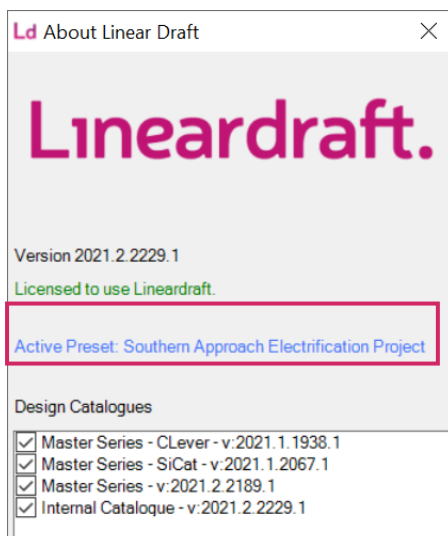 Ld About Linear Draft
Lineardraft.
Version 2021.2.2229.1
Licensed to use Lineardraft.
Active Preset: Southern Approach Electrification Project
Design Catalogues
Master Series - CLever - v:2021.1.1938.1
Master Series - SiCat - v:2021.1.2067.1
Master Series - v:2021.2.2189.1
Internal Catalogue - v:2021.2.2229.1